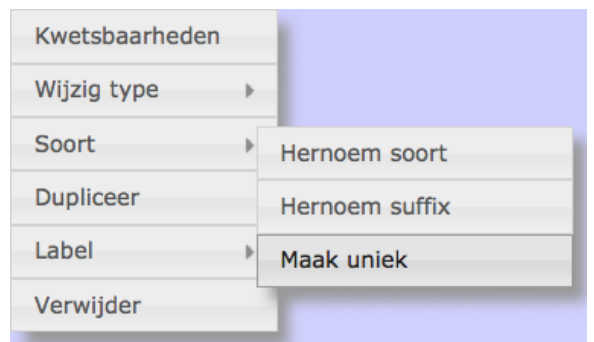 Kwetsbaarheden
Wijzig type
Soort
Dupliceer
Label
Verwijder
Hernoem soort
Hernoem suffix
Maak uniek